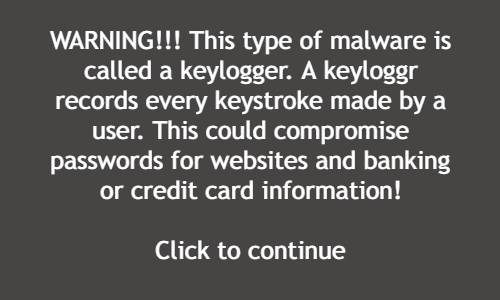 WARNING!!! This type of malware is
called a keylogger. A keyloggr
records every keystroke made by a
user. This could compromise
passwords for websites and banking
or credit card information!
Click to continue